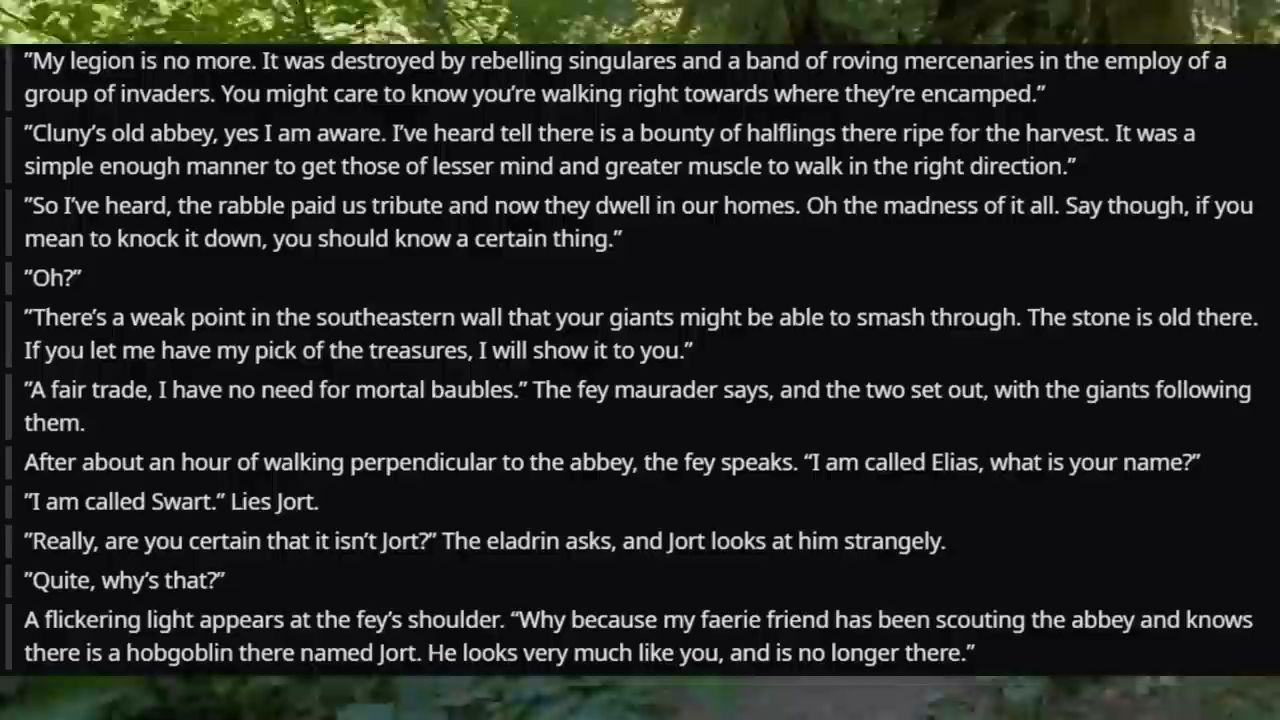 ”My legion is no more. It was destroyed by rebelling singulares and a band of roving mercenaries in the employ of a
group of invaders. You might care to know you’re walking right towards where they’re encamped.”
”Cluny’s old abbey, yes I am aware. I’ve heard tell there is a bounty of halflings there ripe for the harvest. It was a
simple enough manner to get those of lesser mind and greater muscle to walk in the right direction.”
”So I’ve heard, the rabble paid us tribute and now they dwell in our homes. Oh the madness of it all. Say though, if you
mean to knock it down, you should know a certain thing.”
”Oh?”
”There’s a weak point in the southeastern wall that your giants might be able to smash through. The stone is old there.
If you let me have my pick of the treasures, I will show it to you.”
”A fair trade, I have no need for mortal baubles.” The fey maurader says, and the two set out, with the giants following
them.
After about an hour of walking perpendicular to the abbey, the fey speaks. “I am called Elias, what is your name?”
”I am called Swart.” Lies Jort.
”Really, are you certain that it isn’t Jort?” The eladrin asks, and Jort looks at him strangely.
”Quite, why’s that?”
A flickering light appears at the fey’s shoulder. “Why because my faerie friend has been scouting the abbey and knows
there is a hobgoblin there named Jort. He looks very much like you, and is no longer there.”